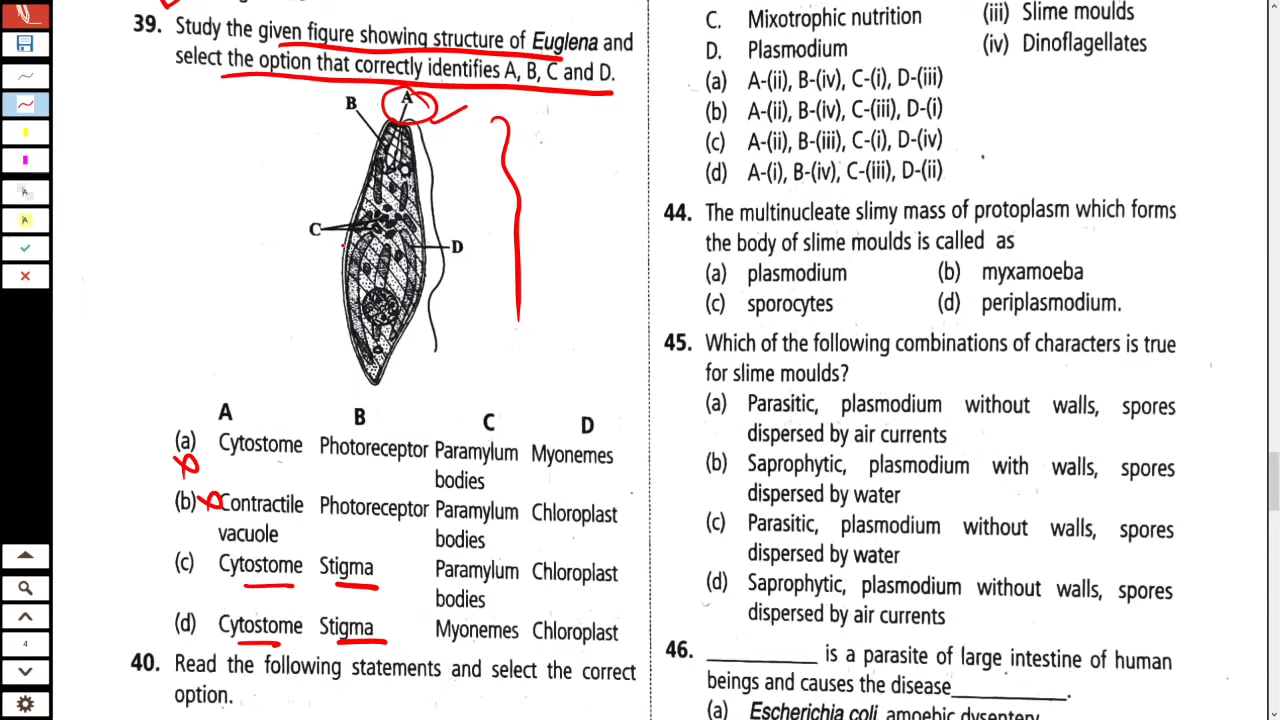 39. Study the given figure showing structure of Euglena and
select the option that correctly identifies A, B, C and D.
A
B
C
D
A B C D
(a) Cytostome Photoreceptor Paramylum Myonemes
bodies
(b) Contractile Photoreceptor Paramylum Chloroplast
vacuole bodies
(c) Cytostome Stigma Paramylum Chloroplast
bodies
(d) Cytostome Stigma Myonemes Chloroplast
40. Read the following statements and select the correct
option.
C. Mixotrophic nutrition (iii) Slime moulds
D. Plasmodium (iv) Dinoflagellates
(a) A-(ii), B-(iv), C-(i), D-(iii)
(b) A-(ii), B-(iv), C-(iii), D-(i)
(c) A-(ii), B-(iii), C-(i), D-(iv)
(d) A-(i), B-(iv), C-(iii), D-(ii)
44. The multinucleate slimy mass of protoplasm which forms
the body of slime moulds is called as
(a) plasmodium (b) myxamoeba
(c) sporocytes (d) periplasmodium.
45. Which of the following combinations of characters is true
for slime moulds?
(a) Parasitic, plasmodium without walls, spores
dispersed by air currents
(b) Saprophytic, plasmodium with walls, spores
dispersed by water
(c) Parasitic, plasmodium without walls, spores
dispersed by water
(d) Saprophytic, plasmodium without walls, spores
dispersed by air currents
46. __________ is a parasite of large intestine of human
beings and causes the disease__________.
(a) Escherichia coli, amoebic dysentery
4